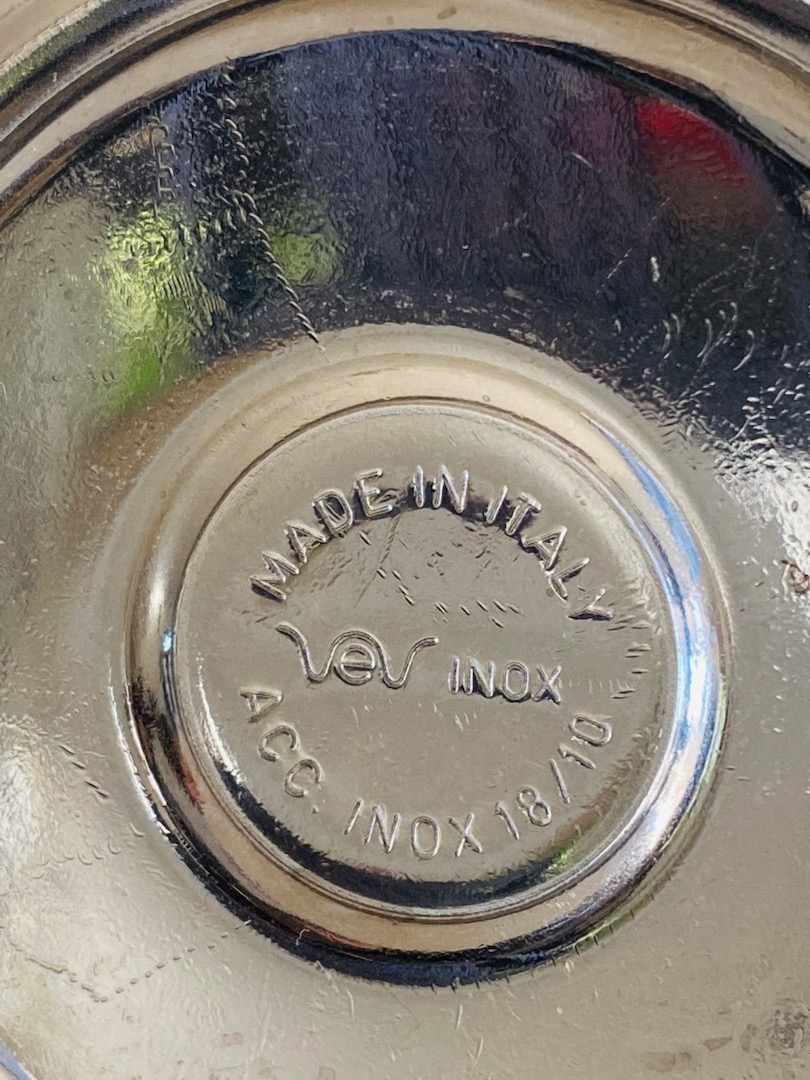 MADE IN ITALY
Vev INOX
ACC. INOX 18/10